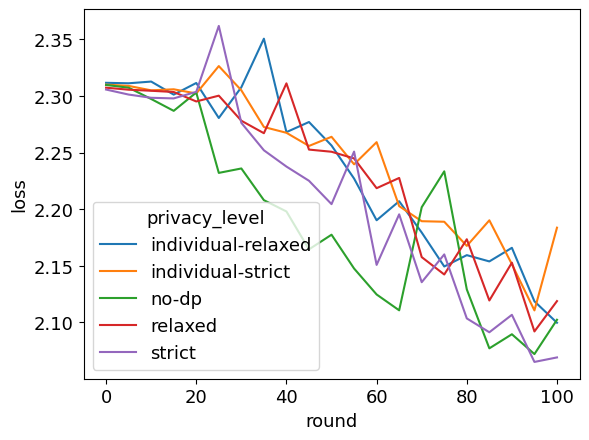 2.35
2.30
2.25
2.20
2.15
2.10
loss
privacy_level
individual-relaxed
individual-strict
no-dp
relaxed
strict
0 20 40 60 80 100
round